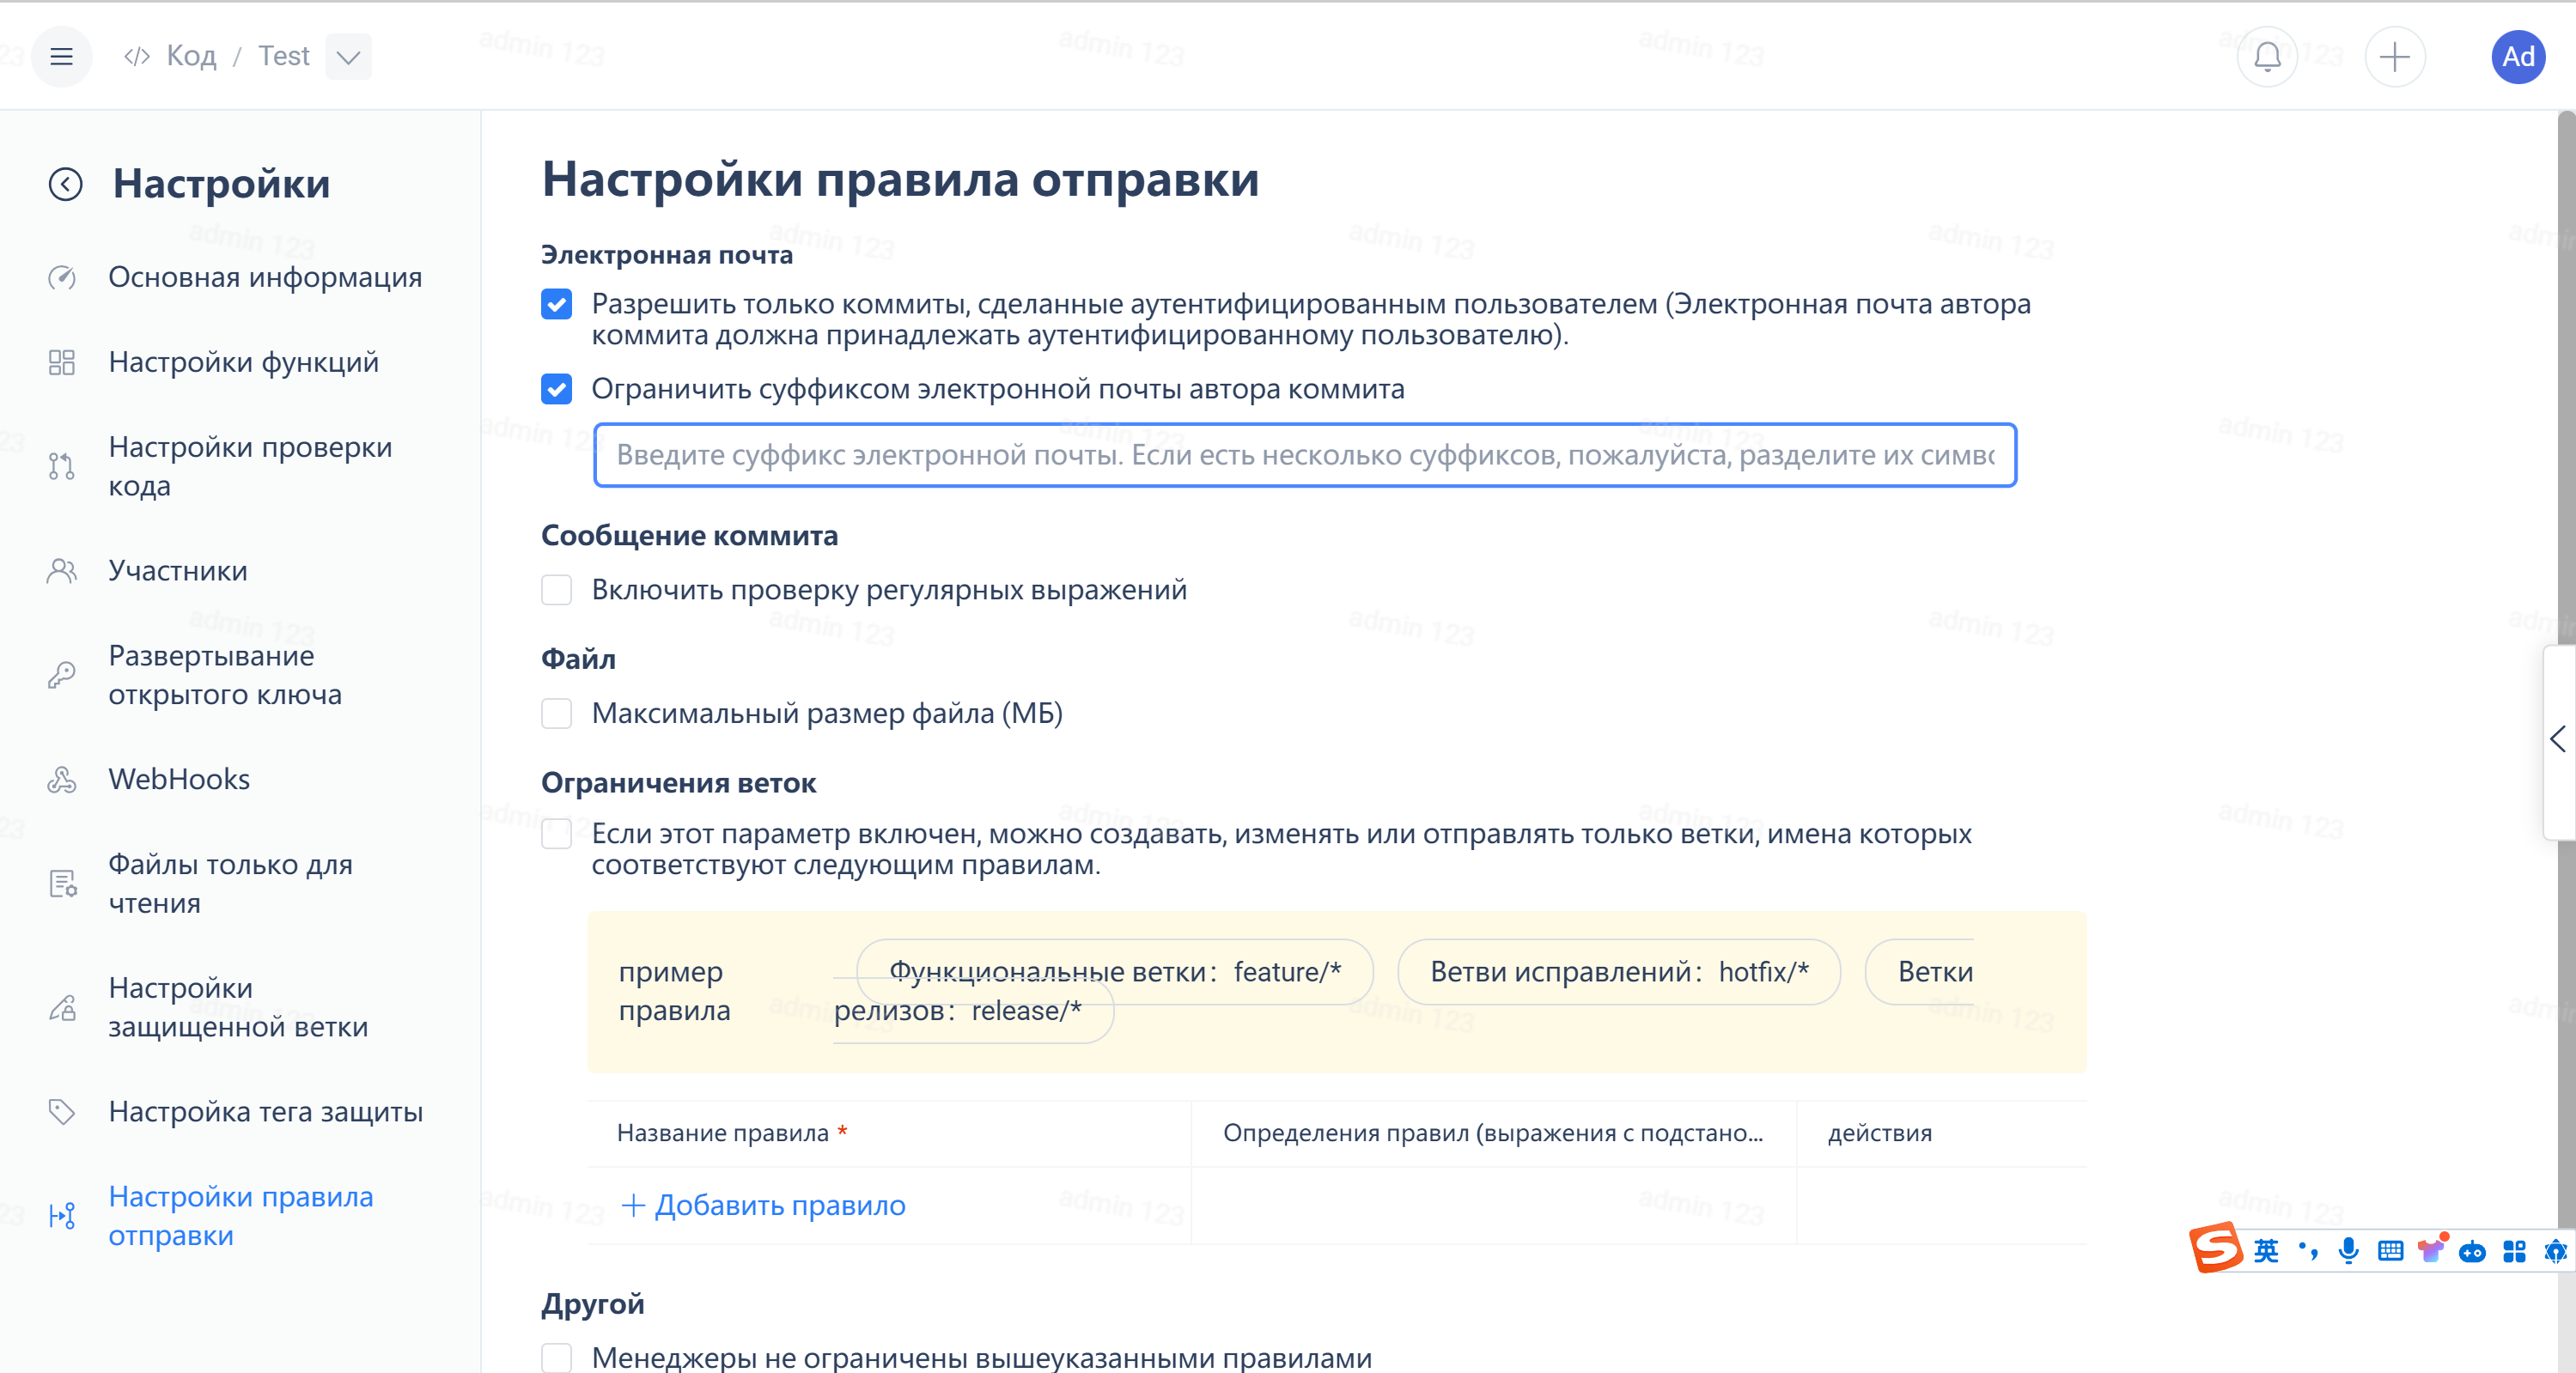 Код / Test
Ad
Настройки
Основная информация
Настройки функций
Настройки проверки
кода
Участники
Развертывание
открытого ключа
WebHooks
Файлы только для
чтения
Настройки
защищенной ветки
Настройка тега защиты
Настройки правила
отправки
Настройки правила отправки
Электронная почта
Разрешить только коммиты, сделанные аутентифицированным пользователем (Электронная почта автора
коммита должна принадлежать аутентифицированному пользователю).
Ограничить суффиксом электронной почты автора коммита
Введите суффикс электронной почты. Если есть несколько суффиксов, пожалуйста, разделите их симво
Сообщение коммита
Включить проверку регулярных выражений
Файл
Максимальный размер файла (МБ)
Ограничения веток
Если этот параметр включен, можно создавать, изменять или отправлять только ветки, имена которых
соответствуют следующим правилам.
пример
правила
Функциональные ветки：feature/*
Ветви исправлений：hotfix/*
Ветки
релизов：release/*
Название правила *
Определения правил (выражения с подстано...
действия
+ Добавить правило
Другой
Менеджеры не ограничены вышеуказанными правилами
英
admin 123